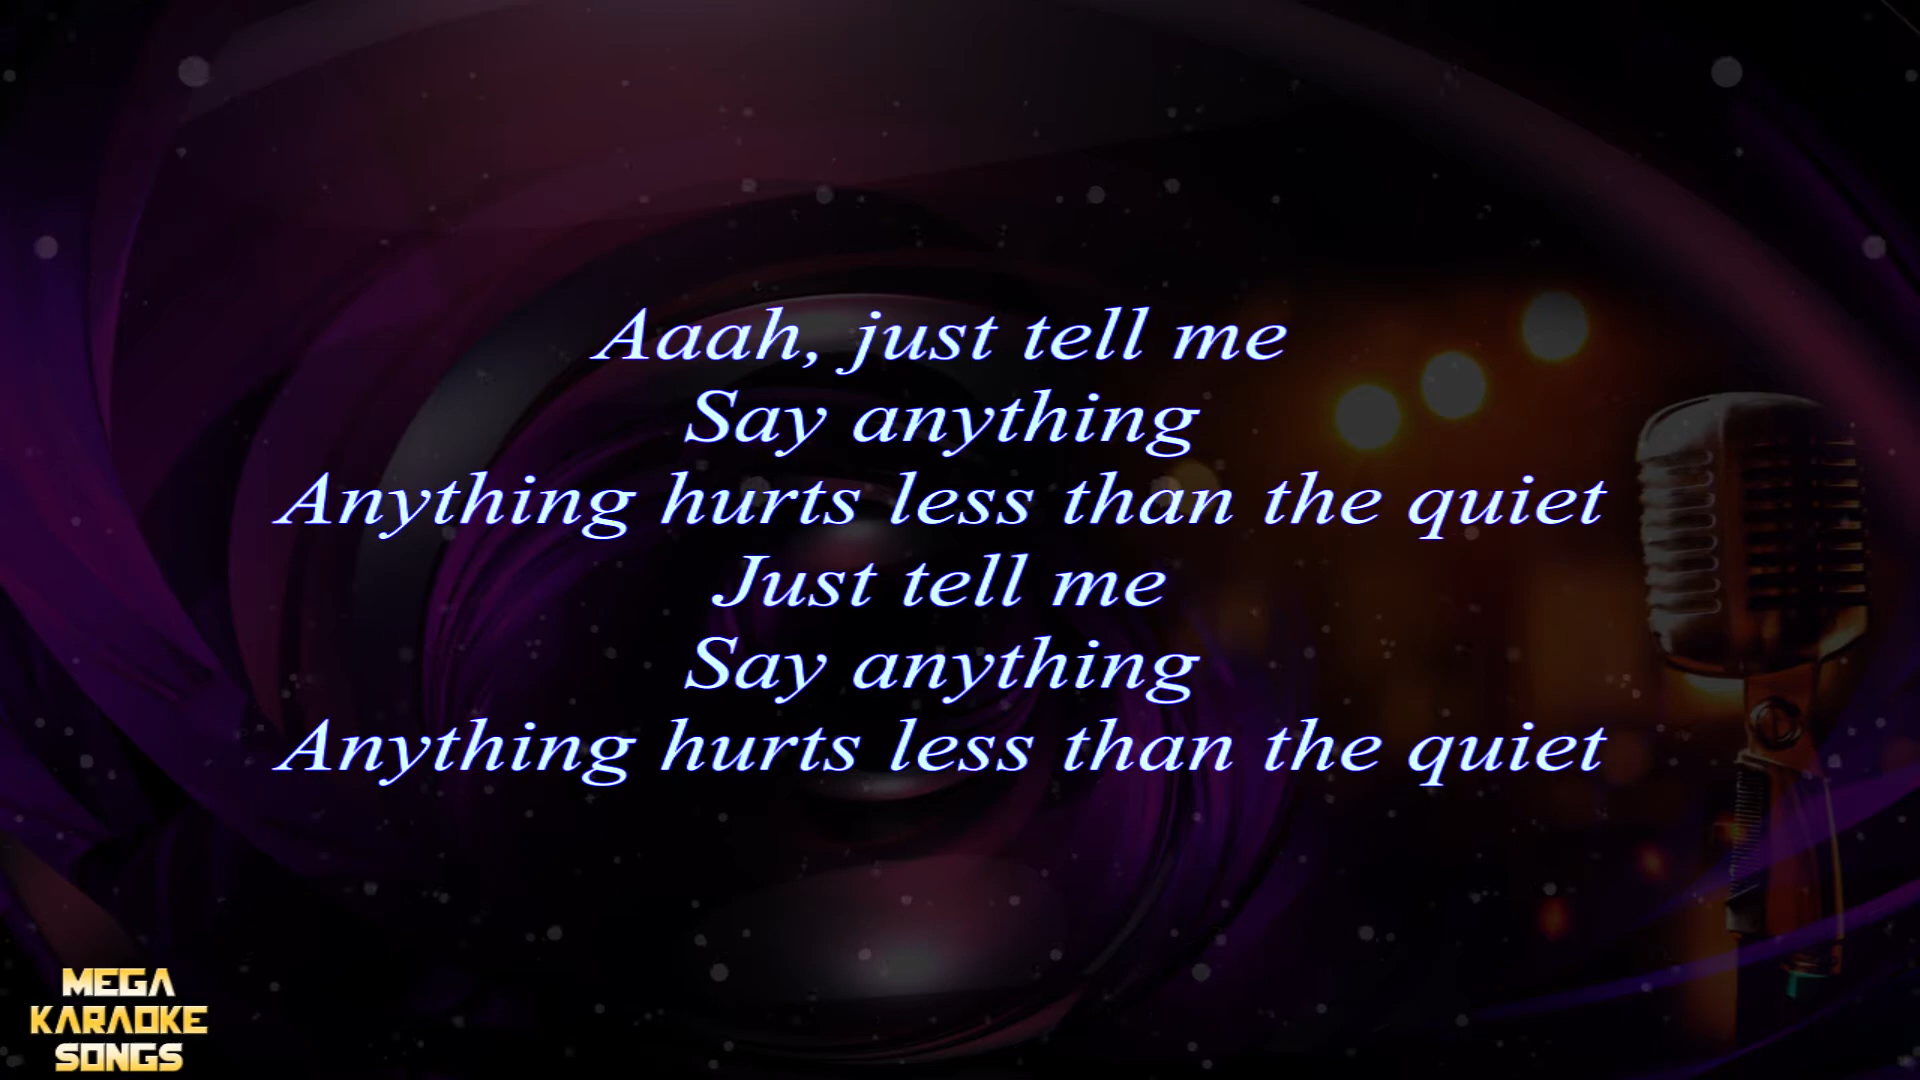 Aaah, just tell me
Say anything
Anything hurts less than the quiet
Just tell me
Say anything
Anything hurts less than the quiet
MEGA
KARAOKE
SONGS